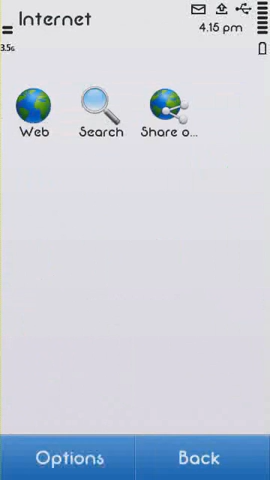 Internet
4.15 pm
3.5G
Web
Search
Share o...
Options
Back